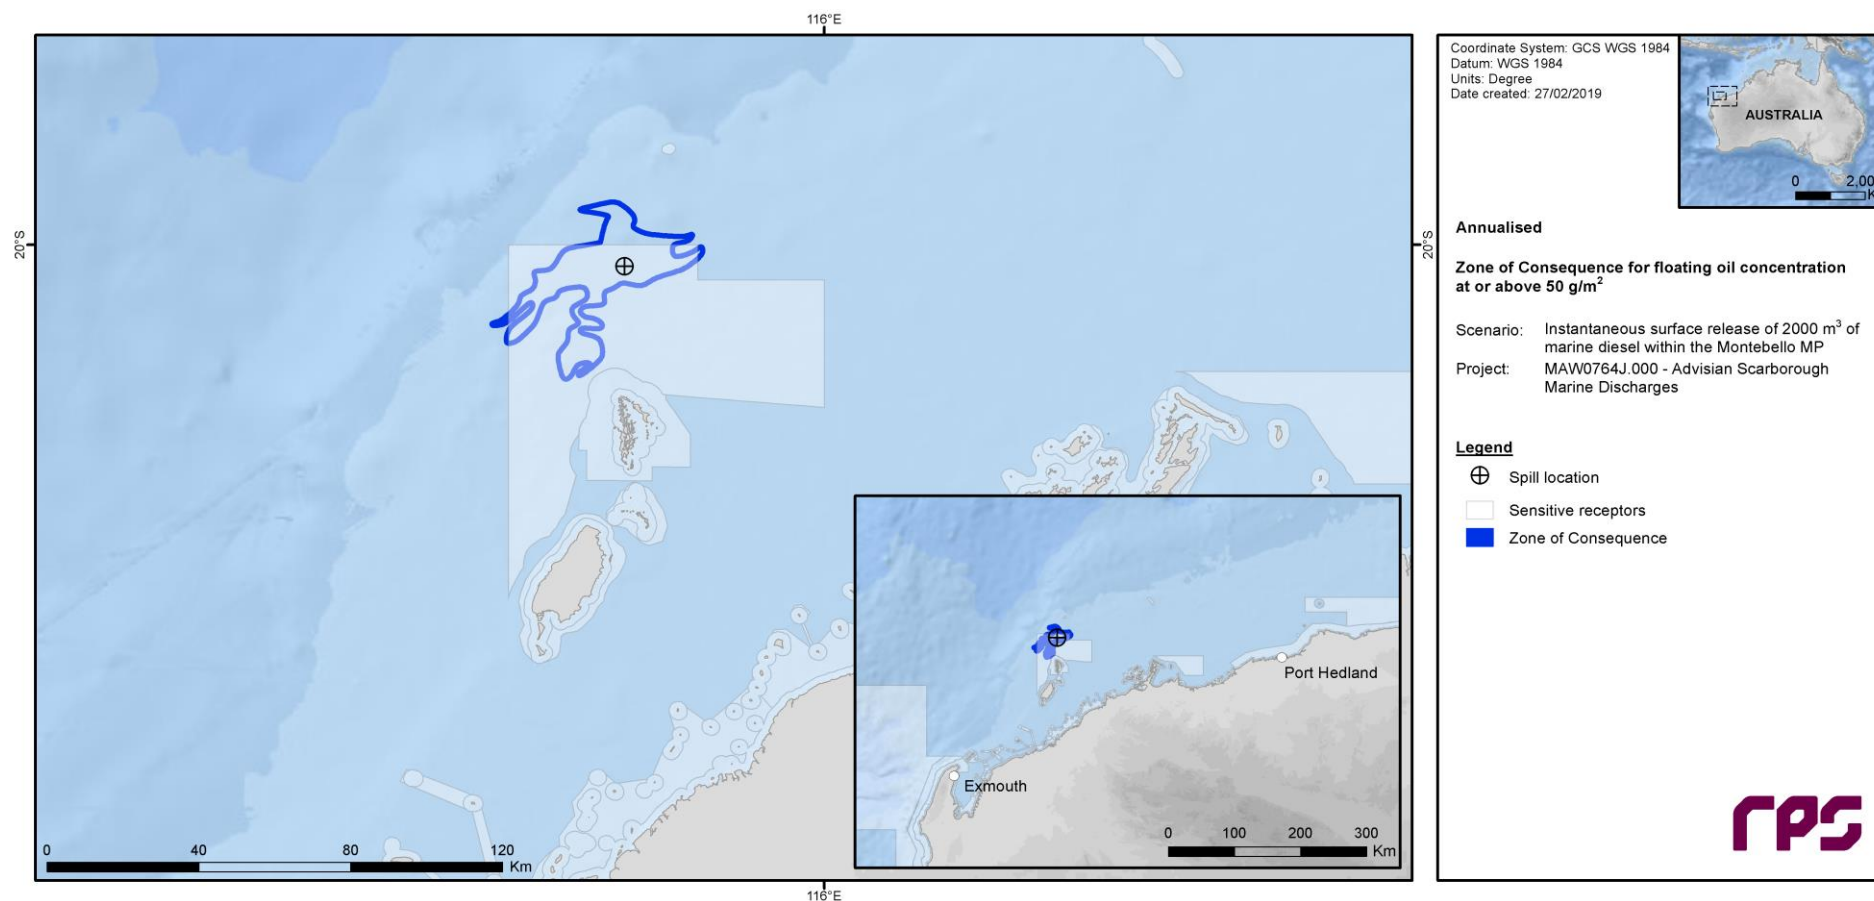 116°E
20°S
20°S
0 40 80 120 Km
116°E
Exmouth
Port Hedland
0 100 200 300 Km
Coordinate System: GCS WGS 1984
Datum: WGS 1984
Units: Degree
Date created: 27/02/2019
AUSTRALIA
0 2,00
K
Annualised
Zone of Consequence for floating oil concentration
at or above 50 g/m²
Scenario: Instantaneous surface release of 2000 m³ of
marine diesel within the Montebello MP
Project: MAW0764J.000 - Advisian Scarborough
Marine Discharges
Legend
Spill location
Sensitive receptors
Zone of Consequence
rps